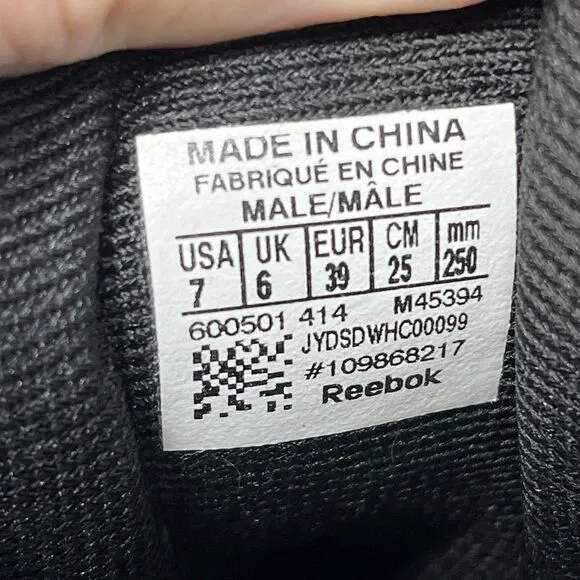 MADE IN CHINA
FABRIQUÉ EN CHINE
MALE/MÂLE
USA UK EUR CM mm
7 6 39 25 250
600501 414 M45394
JYDSDWHC00099
#109868217
Reebok